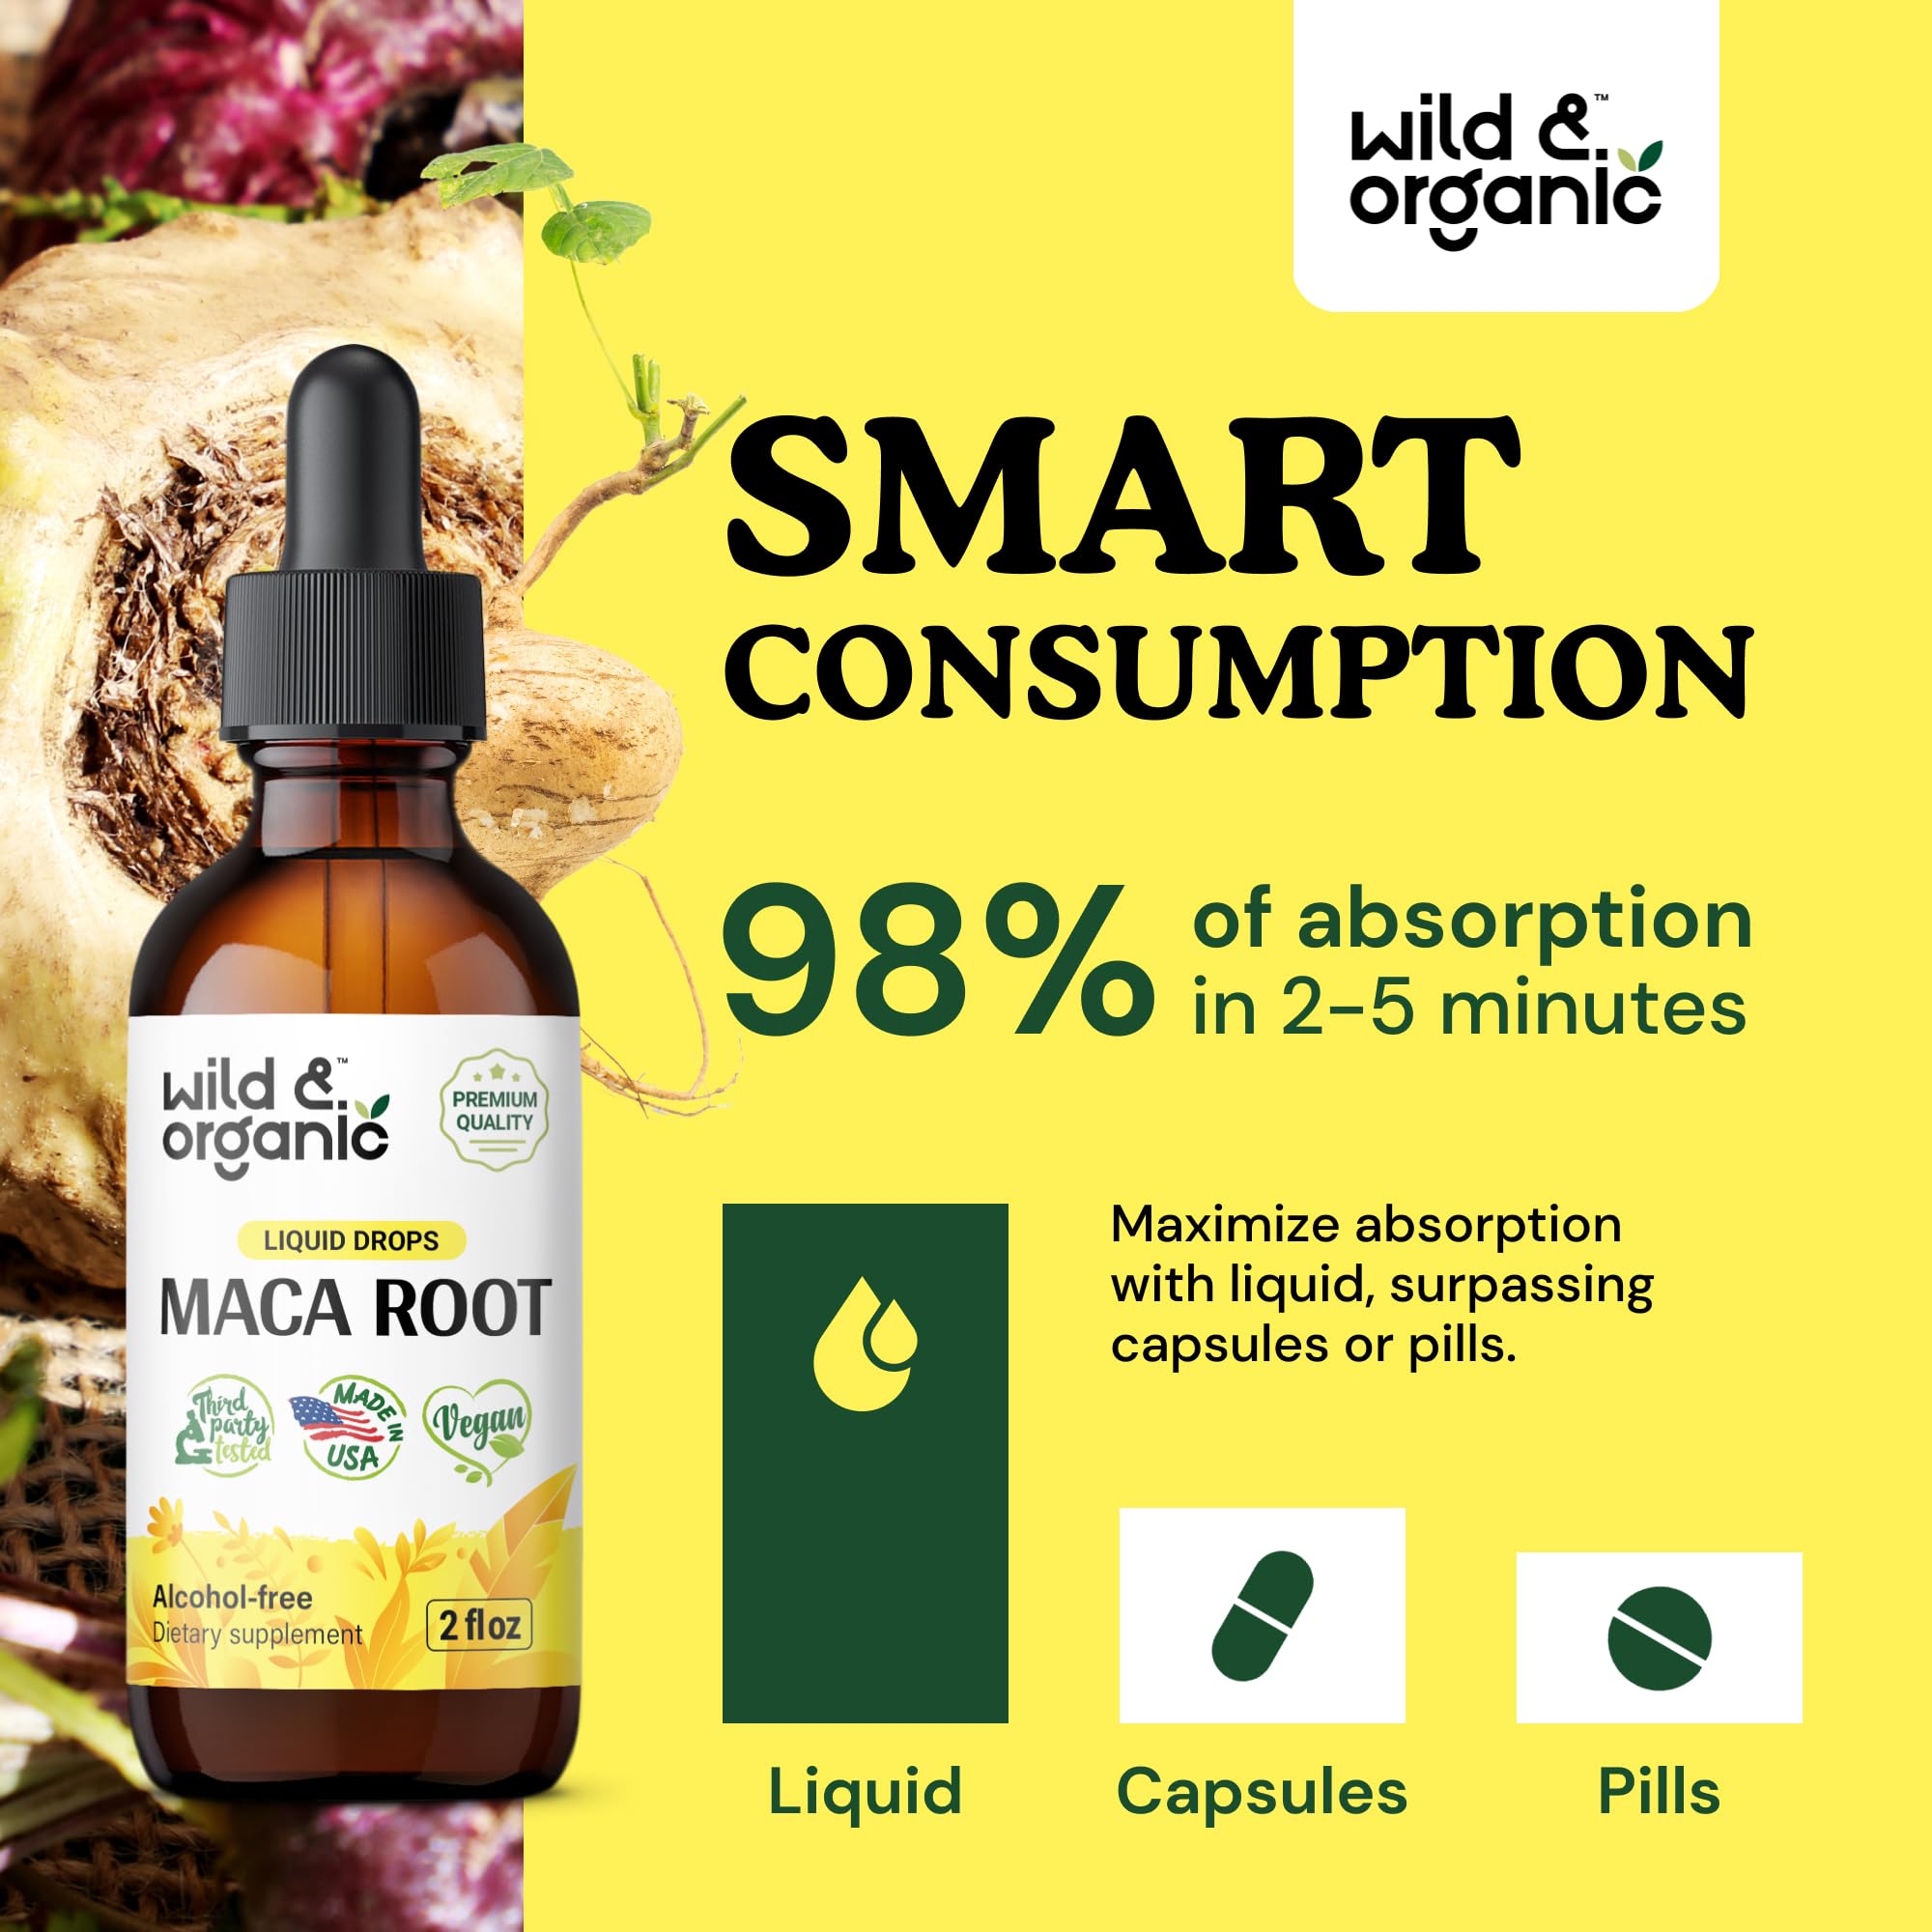 wild &™
organic
SMART
CONSUMPTION
98% of absorption
in 2-5 minutes
Maximize absorption
with liquid, surpassing
capsules or pills.
Liquid
Capsules
Pills
wild &™
organic
PREMIUM
QUALITY
LIQUID DROPS
MACA ROOT
Third
party
tested
MADE IN
USA
Vegan
Alcohol-free
Dietary supplement
2 fl oz